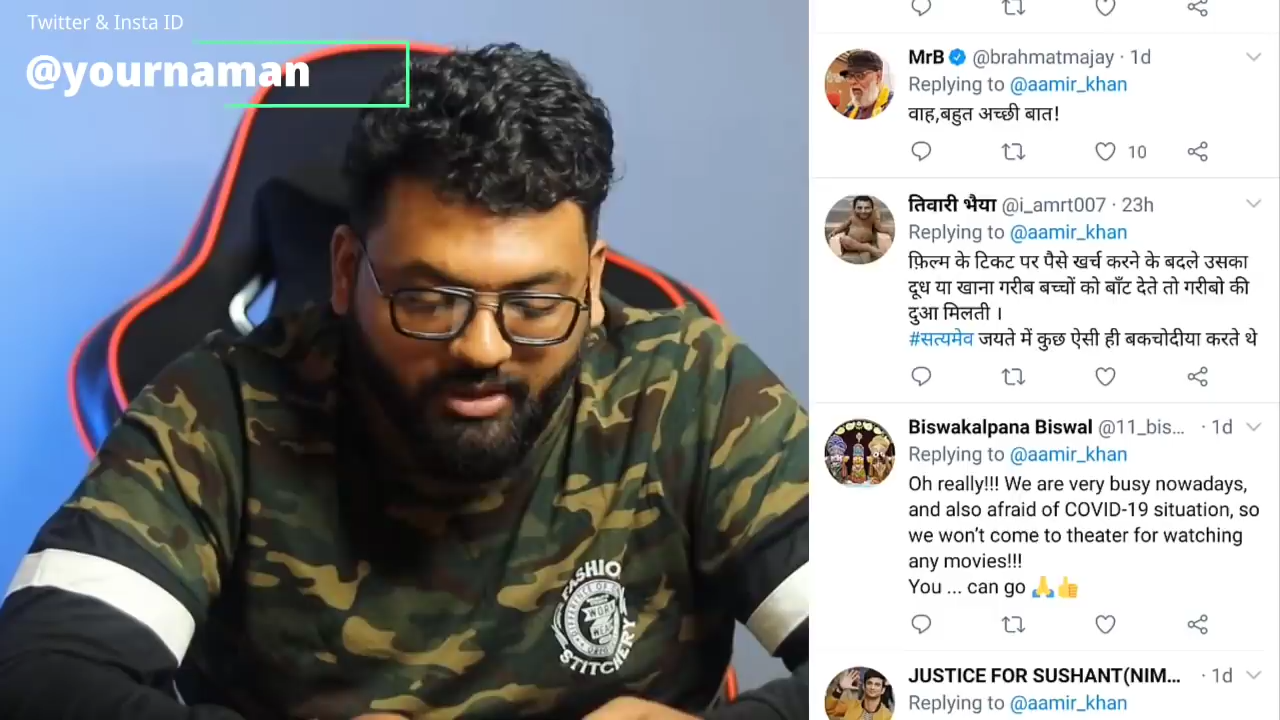 Twitter & Insta ID
@yournaman
FASHIO
STITCHERY
MrB @brahmatmajay · 1d
Replying to @aamir_khan
वाह,बहुत अच्छी बात!
10
तिवारी भैया @i_amrt007 · 23h
Replying to @aamir_khan
फ़िल्म के टिकट पर पैसे खर्च करने के बदले उसका
दूध या खाना गरीब बच्चों को बाँट देते तो गरीबो की
दुआ मिलती ।
#सत्यमेव जयते में कुछ ऐसी ही बकचोदीया करते थे
Biswakalpana Biswal @11_bis... · 1d
Replying to @aamir_khan
Oh really!!! We are very busy nowadays,
and also afraid of COVID-19 situation, so
we won't come to theater for watching
any movies!!!
You ... can go 🙏👍
JUSTICE FOR SUSHANT(NIM... · 1d
Replying to @aamir_khan